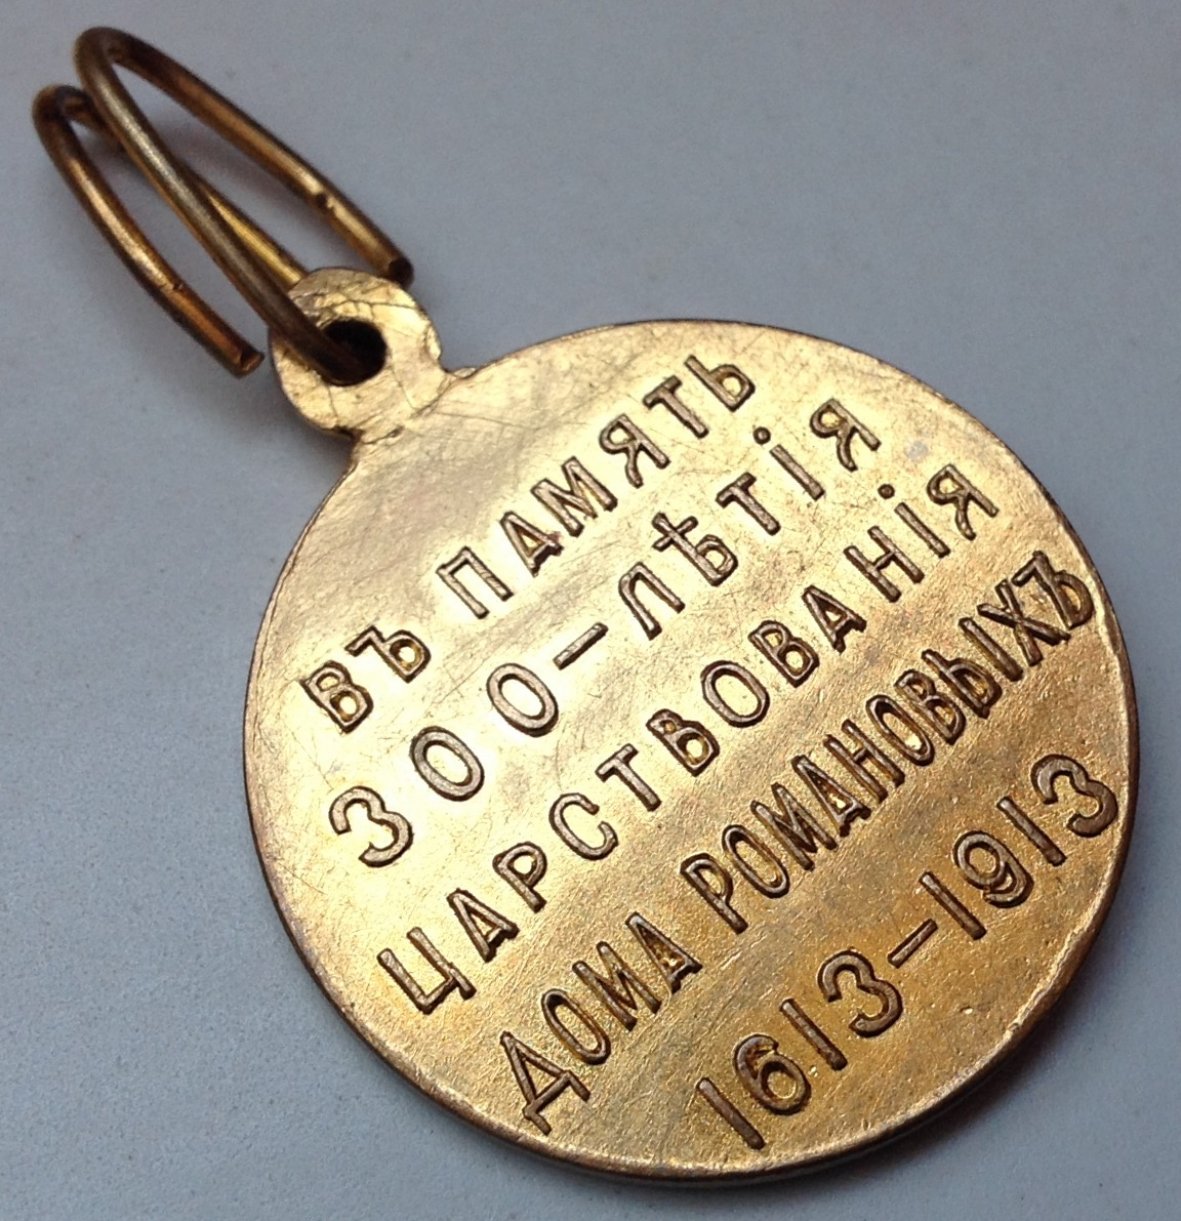 ВЪ ПАМЯТЬ
300-ЛѢТІЯ
ЦАРСТВОВАНІЯ
ДОМА РОМАНОВЫХЪ
1613-1913